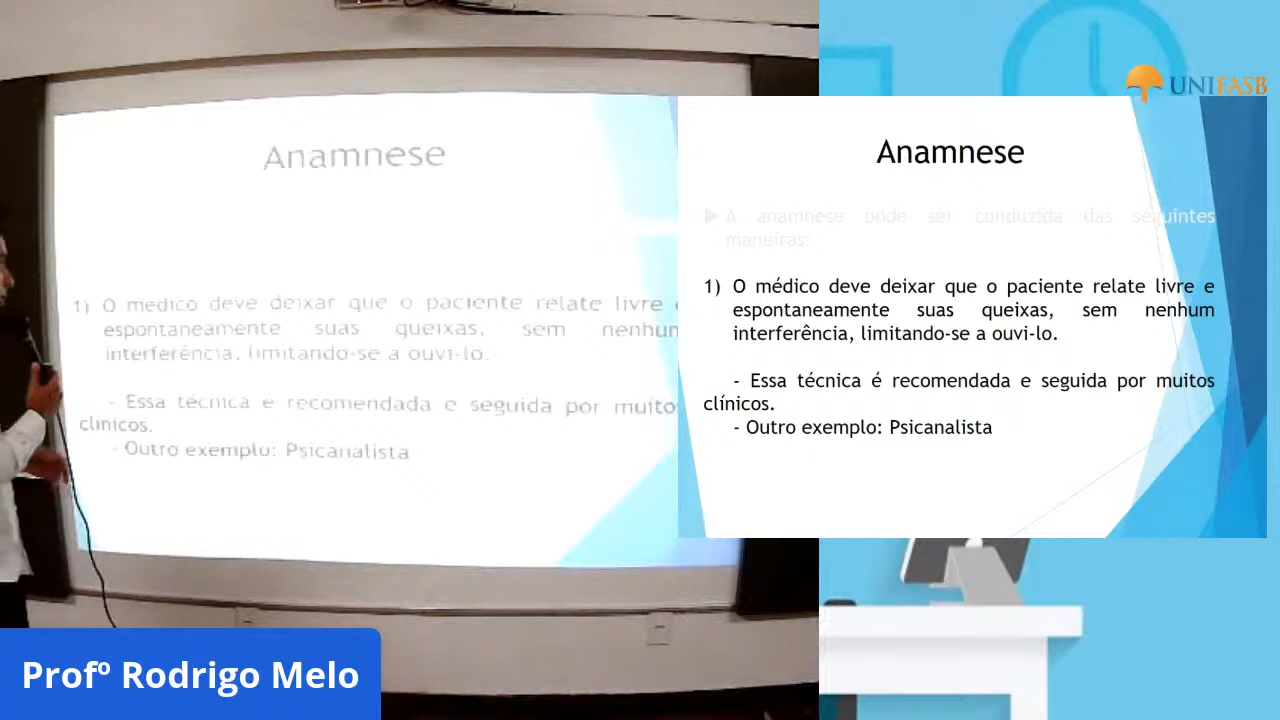 UNIFASB
Anamnese
1) O médico deve deixar que o paciente relate livre e
espontaneamente suas queixas, sem nenhum
interferência, limitando-se a ouvi-lo.
- Essa técnica e recomendada e seguida por muitos
clínicos.
- Outro exemplo: Psicanalista
Anamnese
A anamnese pode ser conduzida das seguintes
maneiras:
1) O médico deve deixar que o paciente relate livre e
espontaneamente suas queixas, sem nenhum
interferência, limitando-se a ouvi-lo.
- Essa técnica é recomendada e seguida por muitos
clínicos.
- Outro exemplo: Psicanalista
Profº Rodrigo Melo